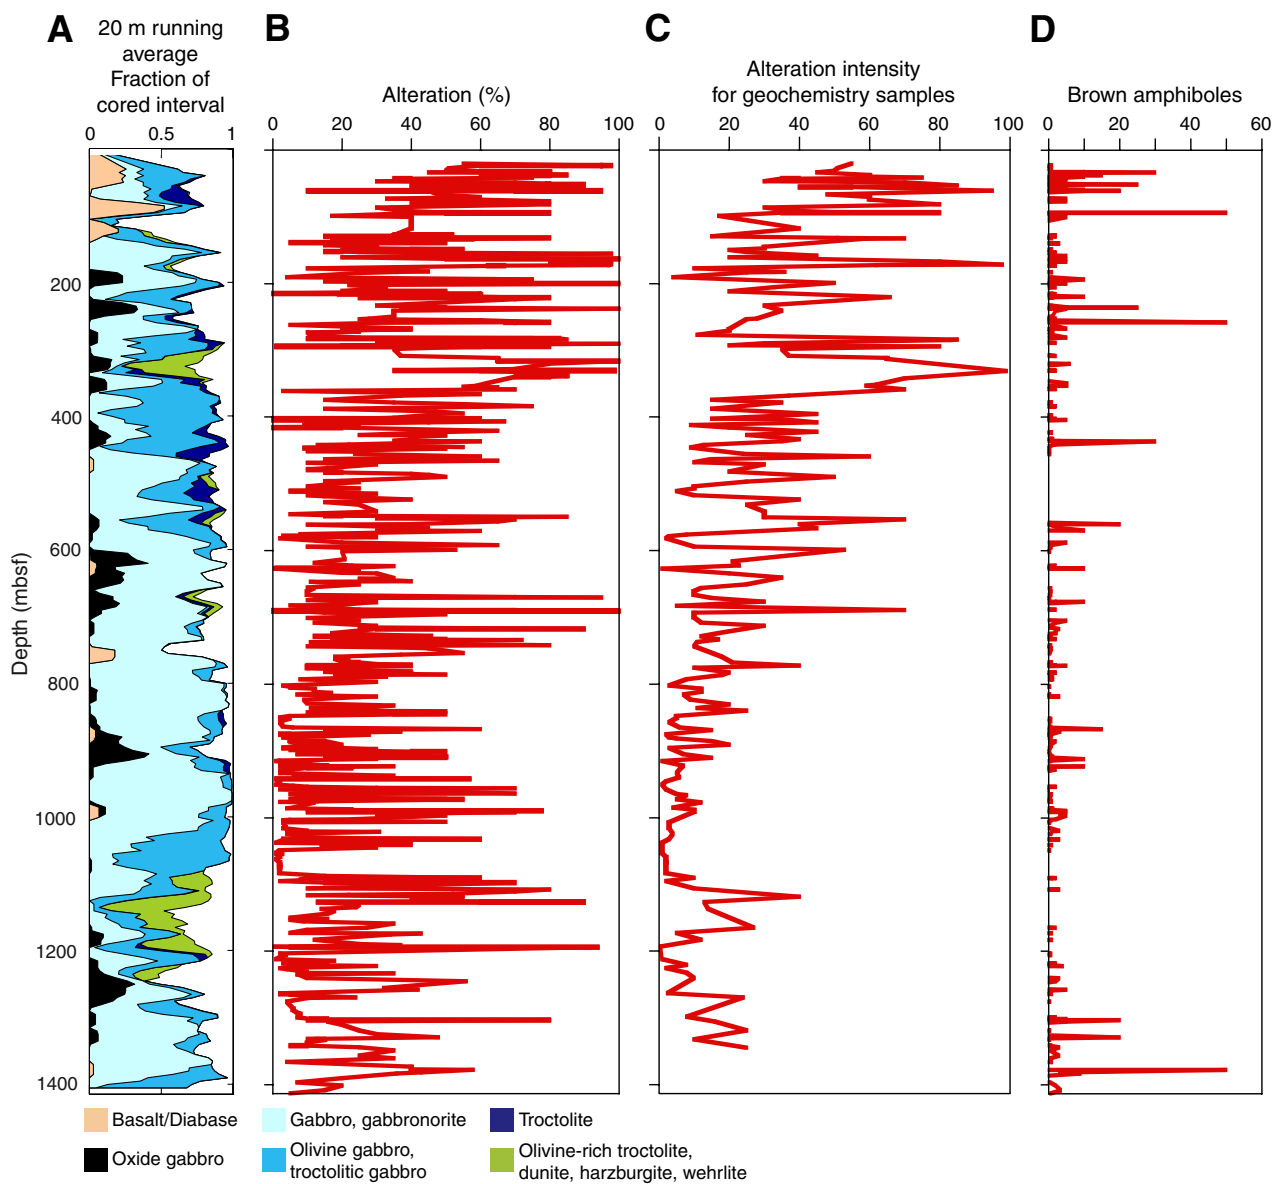 A
20 m running
average
Fraction of
cored interval
0 0.5 1
B
Alteration (%)
0 20 40 60 80 100
C
Alteration intensity
for geochemistry samples
0 20 40 60 80 100
D
Brown amphiboles
0 20 40 60
Depth (mbsf)
200
400
600
800
1000
1200
1400
Basalt/Diabase
Oxide gabbro
Gabbro, gabbronorite
Olivine gabbro,
troctolitic gabbro
Troctolite
Olivine-rich troctolite,
dunite, harzburgite, wehrlite